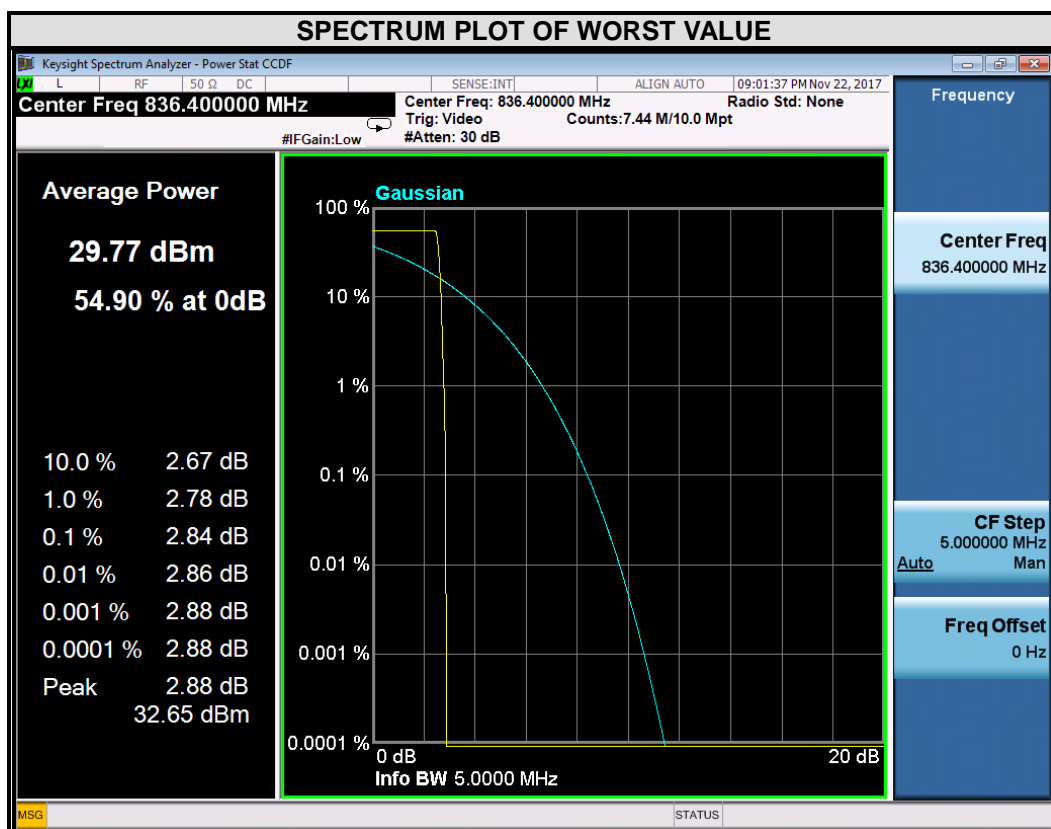 SPECTRUM PLOT OF WORST VALUE
Keysight Spectrum Analyzer - Power Stat CCDF
LXI L RF 50 Ω DC SENSE:INT ALIGN AUTO 09:01:37 PM Nov 22, 2017
Center Freq 836.400000 MHz
Center Freq: 836.400000 MHz Radio Std: None
Trig: Video Counts:7.44 M/10.0 Mpt
#IFGain:Low #Atten: 30 dB
Frequency
Average Power
29.77 dBm
54.90 % at 0dB
10.0 % 2.67 dB
1.0 % 2.78 dB
0.1 % 2.84 dB
0.01 % 2.86 dB
0.001 % 2.88 dB
0.0001 % 2.88 dB
Peak 2.88 dB
32.65 dBm
Gaussian
100 %
10 %
1 %
0.1 %
0.01 %
0.001 %
0.0001 %
0 dB 20 dB
Info BW 5.0000 MHz
Center Freq
836.400000 MHz
CF Step
5.000000 MHz
Auto Man
Freq Offset
0 Hz
MSG STATUS